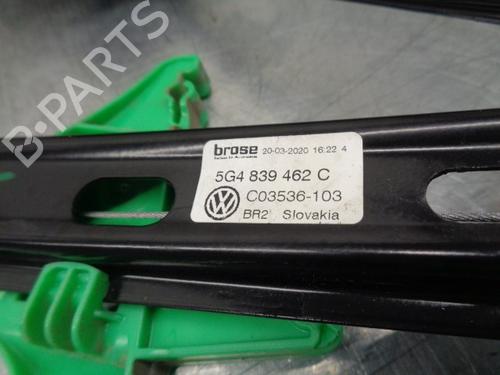 brose 20-03-2020 16:22 4
5G4 839 462 C
C03536-103
BR2 Slovakia
B-PARTS